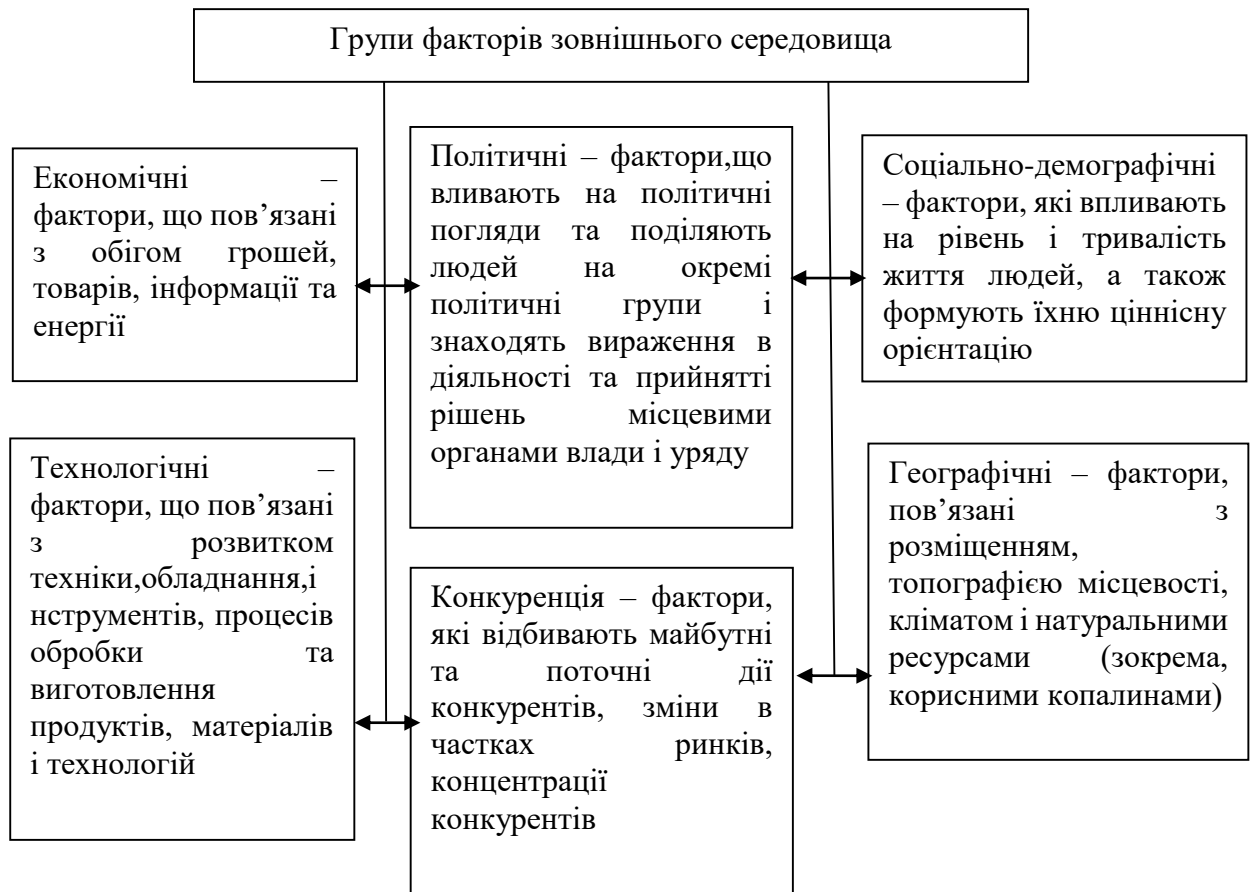 Групи факторів зовнішнього середовища
Економічні –
фактори, що пов’язані
з обігом грошей,
товарів, інформації та
енергії
Політичні – фактори,що
вливають на політичні
погляди та поділяють
людей на окремі
політичні групи і
знаходять вираження в
діяльності та прийнятті
рішень місцевими
органами влади і уряду
Соціально-демографічні
– фактори, які впливають
на рівень і тривалість
життя людей, а також
формують їхню ціннісну
орієнтацію
Технологічні –
фактори, що пов’язані
з розвитком
техніки,обладнання,і
нструментів, процесів
обробки та
виготовлення
продуктів, матеріалів
і технологій
Конкуренція – фактори,
які відбивають майбутні
та поточні дії
конкурентів, зміни в
частках ринків,
концентрації
конкурентів
Географічні – фактори,
пов’язані з
розміщенням,
топографією місцевості,
кліматом і натуральними
ресурсами (зокрема,
корисними копалинами)